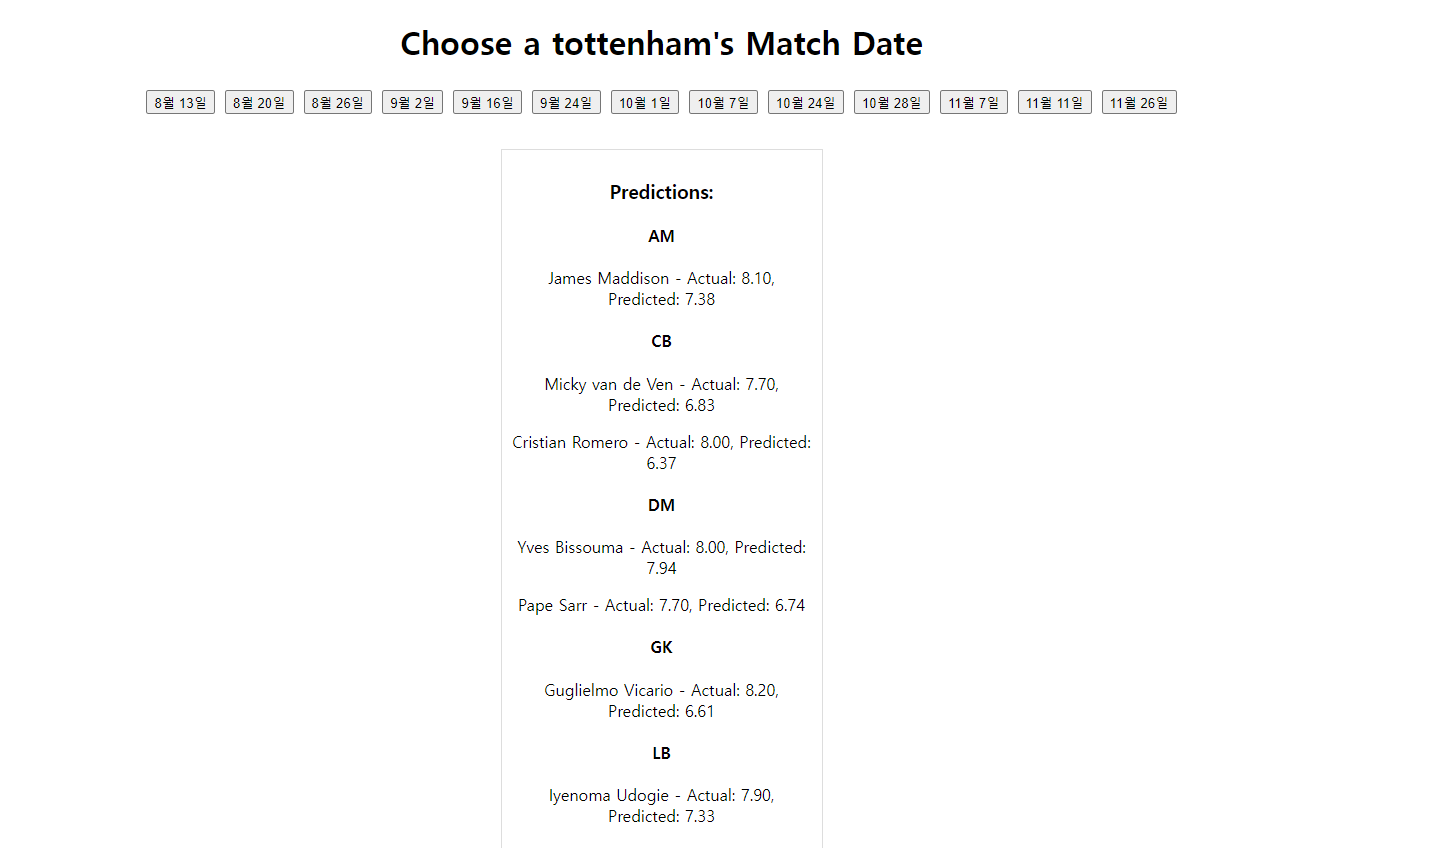 Choose a tottenham's Match Date
8월 13일 8월 20일 8월 26일 9월 2일 9월 16일 9월 24일 10월 1일 10월 7일 10월 24일 10월 28일 11월 7일 11월 11일 11월 26일
Predictions:
AM
James Maddison - Actual: 8.10,
Predicted: 7.38
CB
Micky van de Ven - Actual: 7.70,
Predicted: 6.83
Cristian Romero - Actual: 8.00, Predicted:
6.37
DM
Yves Bissouma - Actual: 8.00, Predicted:
7.94
Pape Sarr - Actual: 7.70, Predicted: 6.74
GK
Guglielmo Vicario - Actual: 8.20,
Predicted: 6.61
LB
Iyenoma Udogie - Actual: 7.90,
Predicted: 7.33